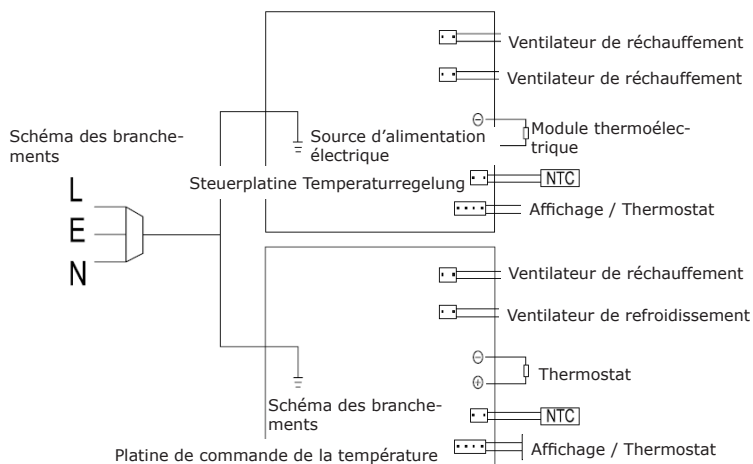 Ventilateur de réchauffement
Ventilateur de réchauffement
Schéma des branche-
ments
Source d’alimentation
électrique
Module thermoélec-
trique
Steuerplatine Temperaturregelung
NTC
Affichage / Thermostat
L
E
N
Ventilateur de réchauffement
Ventilateur de refroidissement
Thermostat
Schéma des branche-
ments
NTC
Platine de commande de la température
Affichage / Thermostat